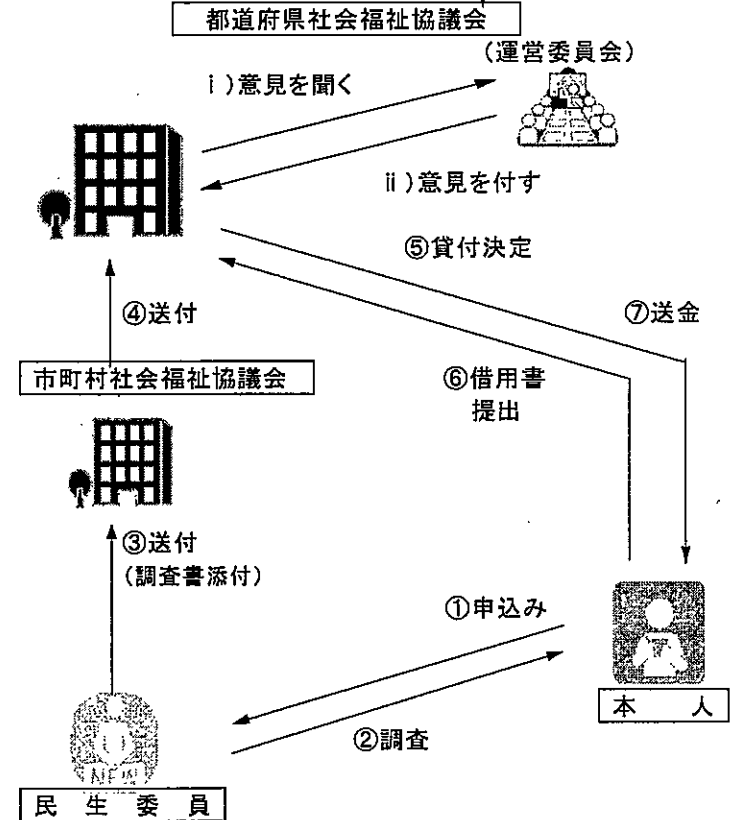 都道府県社会福祉協議会
(運営委員会)
ⅰ)意見を聞く
ⅱ)意見を付す
⑤貸付決定
④送付
⑦送金
市町村社会福祉協議会
⑥借用書
提出
③送付
(調査書添付)
①申込み
本 人
②調査
NEW
民 生 委 員